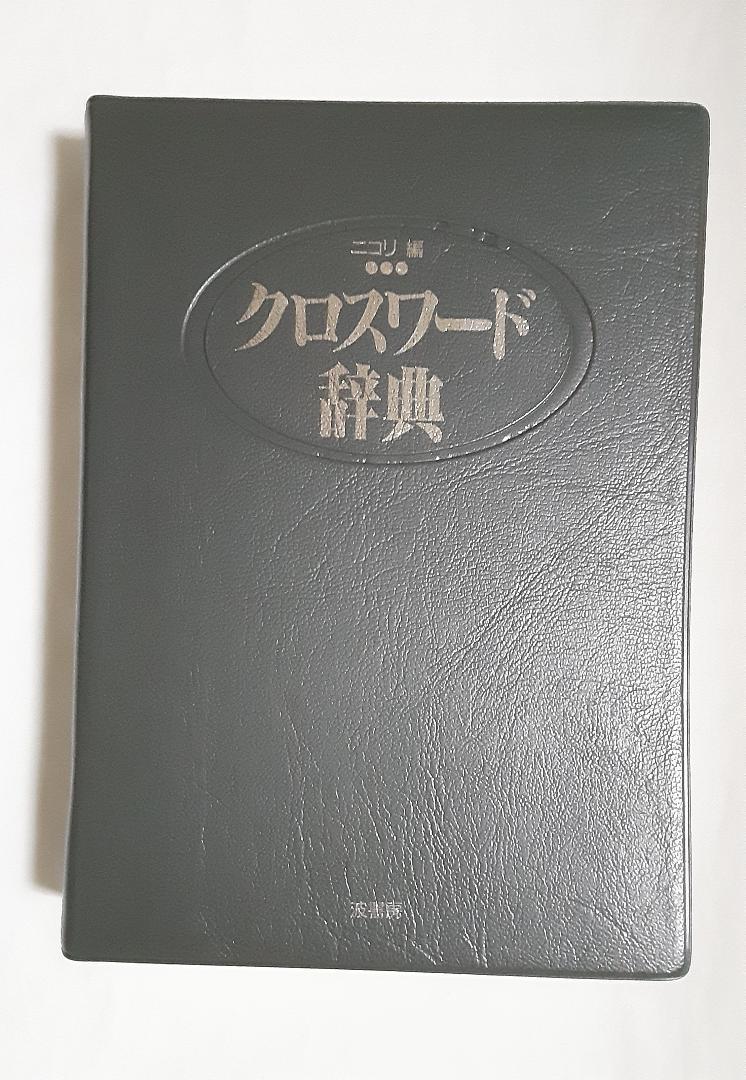 ニコリ 編
クロスワード
辞典
波書房